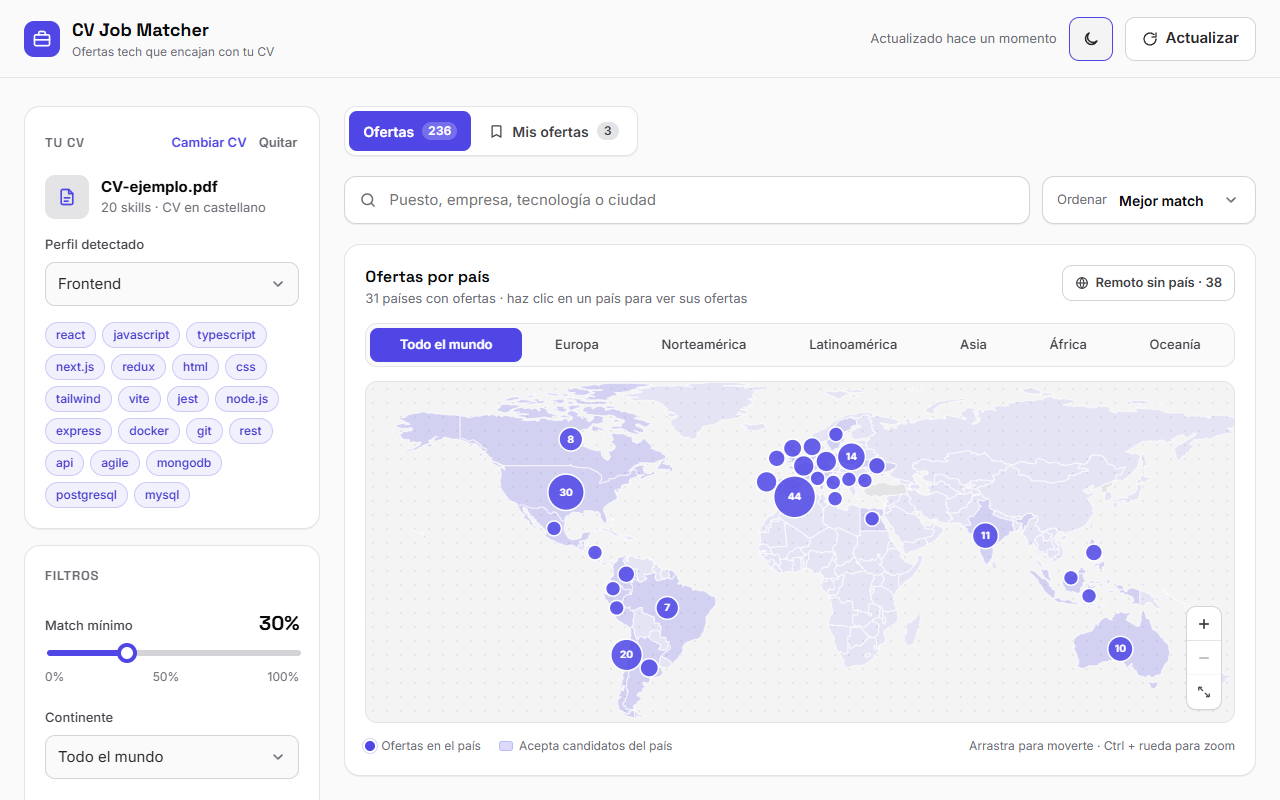 CV Job Matcher
Ofertas tech que encajan con tu CV
Actualizado hace un momento
Actualizar
TU CV
Cambiar CV
Quitar
CV-ejemplo.pdf
20 skills · CV en castellano
Perfil detectado
Frontend
react
javascript
typescript
next.js
redux
html
css
tailwind
vite
jest
node.js
express
docker
git
rest
api
agile
mongodb
postgresql
mysql
FILTROS
Match mínimo
30%
0%
50%
100%
Continente
Todo el mundo
Ofertas 236
Mis ofertas 3
Puesto, empresa, tecnología o ciudad
Ordenar Mejor match
Ofertas por país
31 países con ofertas · haz clic en un país para ver sus ofertas
Remoto sin país · 38
Todo el mundo
Europa
Norteamérica
Latinoamérica
Asia
África
Oceanía
8
14
30
44
11
7
20
10
+
−
Ofertas en el país
Acepta candidatos del país
Arrastra para moverte · Ctrl + rueda para zoom